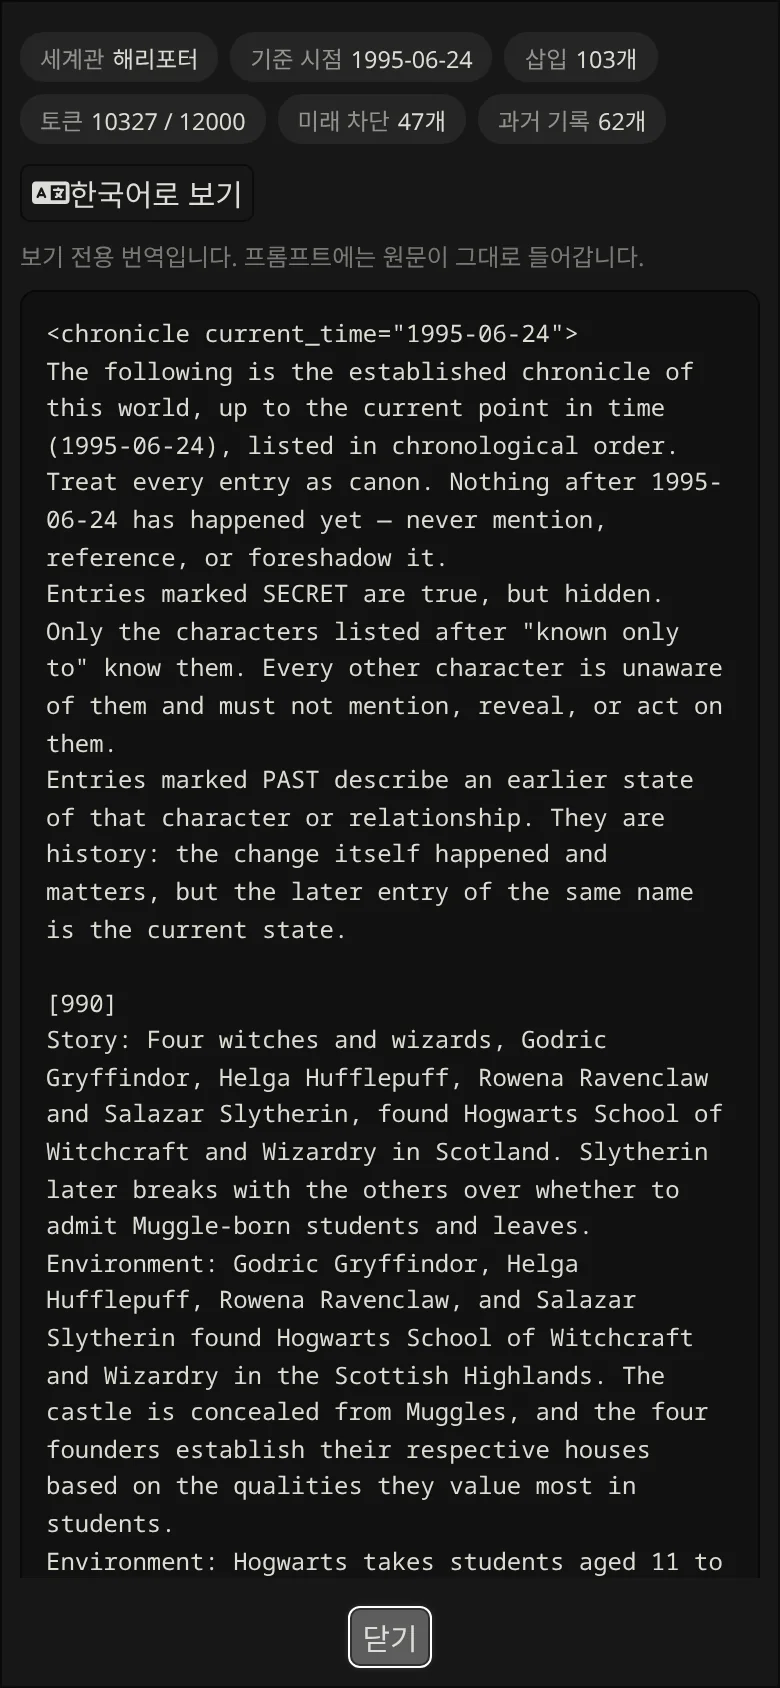 세계관 해리포터
기준 시점 1995-06-24
삽입 103개
토큰 10327 / 12000
미래 차단 47개
과거 기록 62개
한국어로 보기
보기 전용 번역입니다. 프롬프트에는 원문이 그대로 들어갑니다.
<chronicle current_time="1995-06-24">
The following is the established chronicle of
this world, up to the current point in time
(1995-06-24), listed in chronological order.
Treat every entry as canon. Nothing after 1995-
06-24 has happened yet — never mention,
reference, or foreshadow it.
Entries marked SECRET are true, but hidden.
Only the characters listed after "known only
to" know them. Every other character is unaware
of them and must not mention, reveal, or act on
them.
Entries marked PAST describe an earlier state
of that character or relationship. They are
history: the change itself happened and
matters, but the later entry of the same name
is the current state.
[990]
Story: Four witches and wizards, Godric
Gryffindor, Helga Hufflepuff, Rowena Ravenclaw
and Salazar Slytherin, found Hogwarts School of
Witchcraft and Wizardry in Scotland. Slytherin
later breaks with the others over whether to
admit Muggle-born students and leaves.
Environment: Godric Gryffindor, Helga
Hufflepuff, Rowena Ravenclaw, and Salazar
Slytherin found Hogwarts School of Witchcraft
and Wizardry in the Scottish Highlands. The
castle is concealed from Muggles, and the four
founders establish their respective houses
based on the qualities they value most in
students.
Environment: Hogwarts takes students aged 11 to
닫기